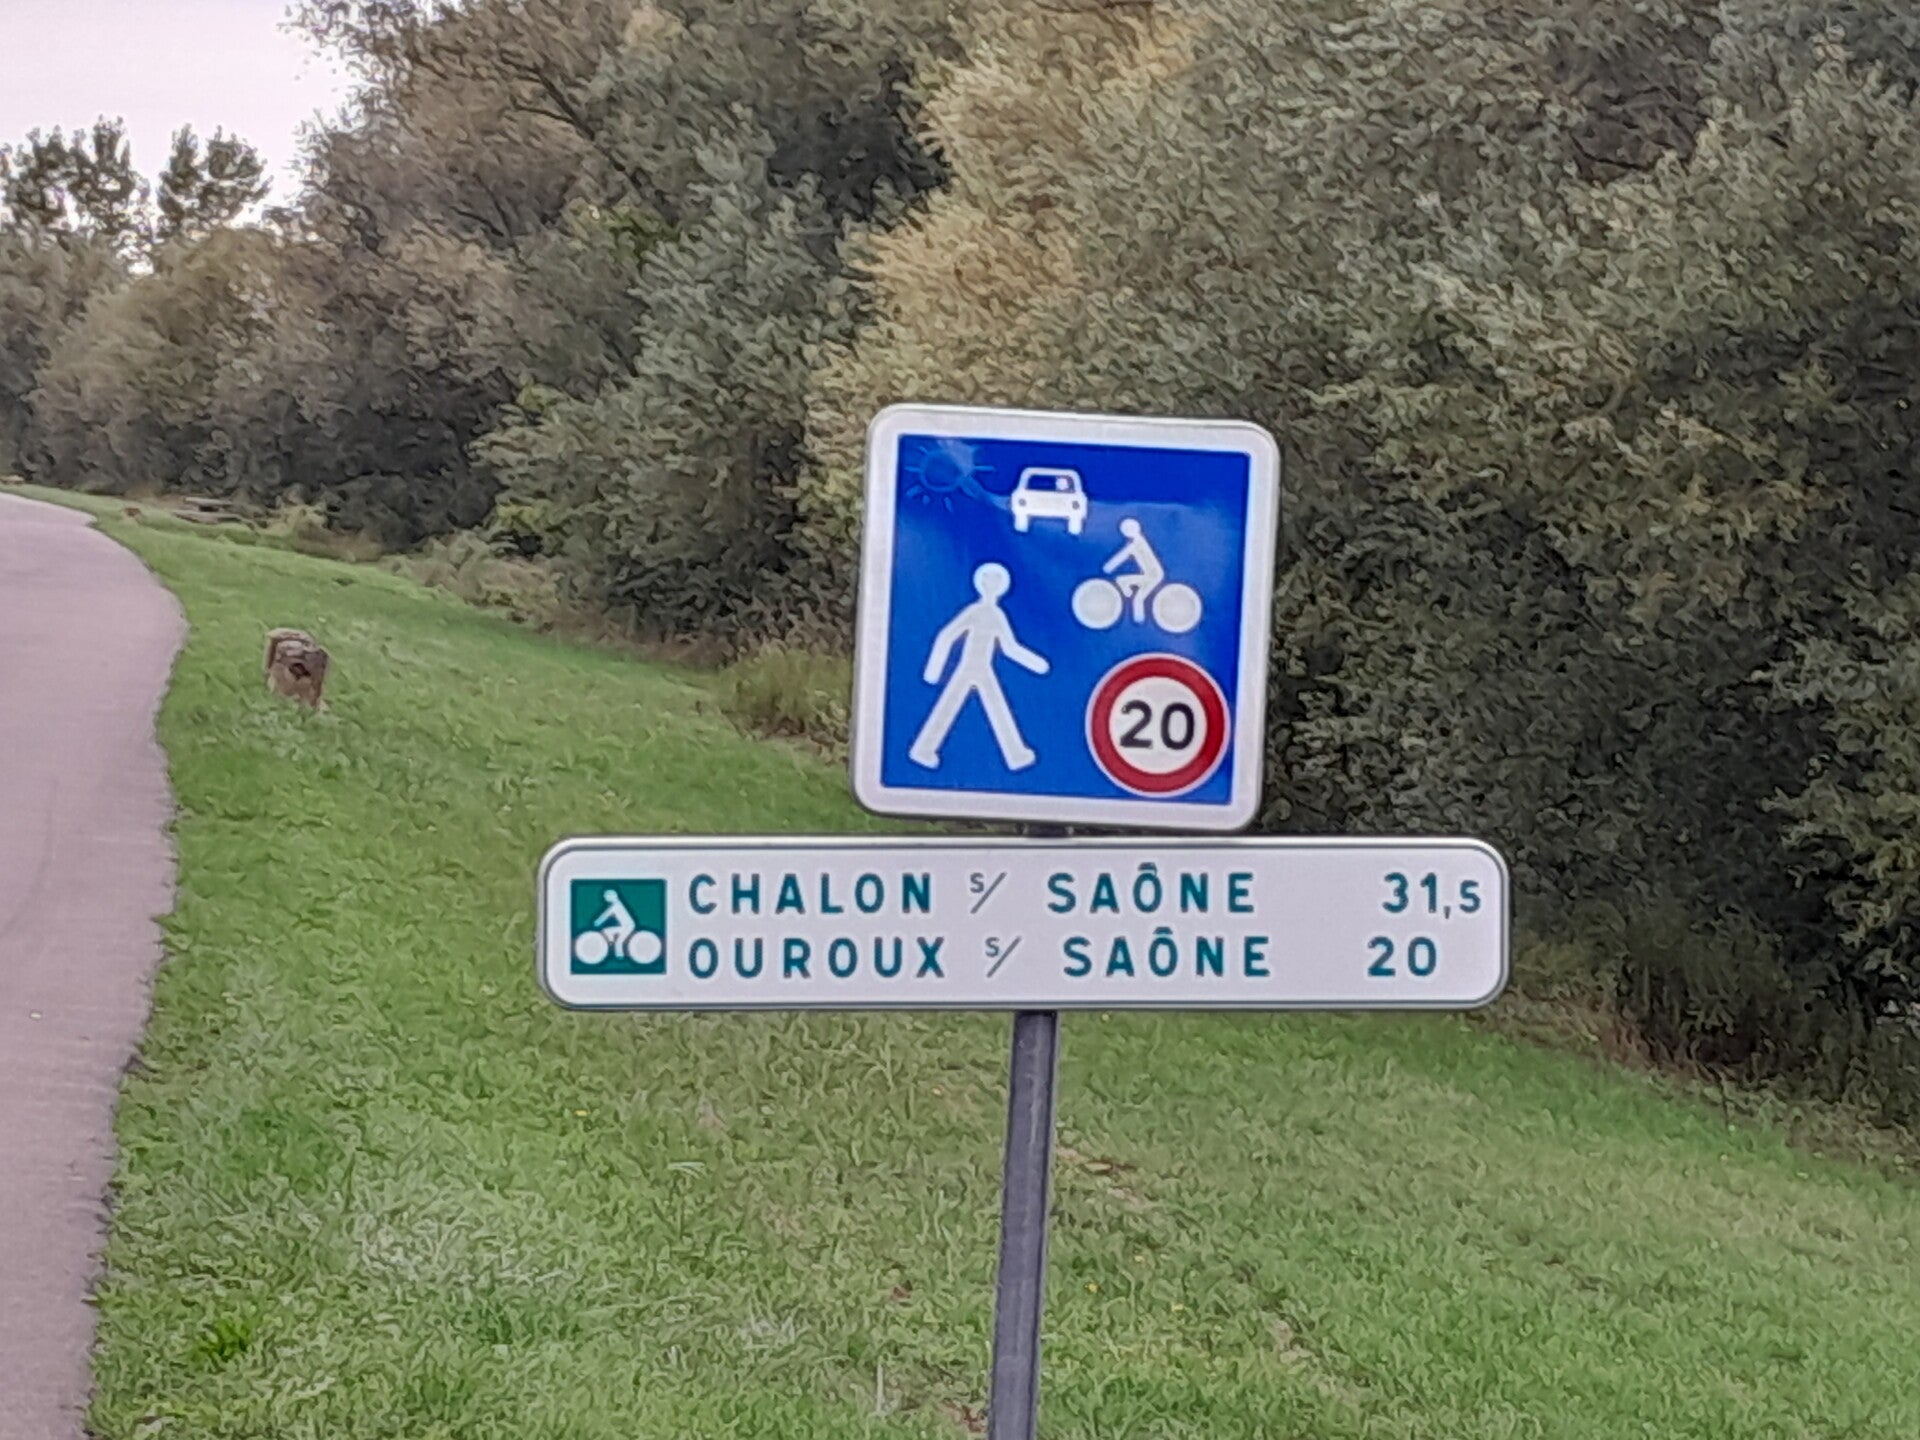 20
CHALON s/ SAÔNE 31,5
OUROUX s/ SAÔNE 20